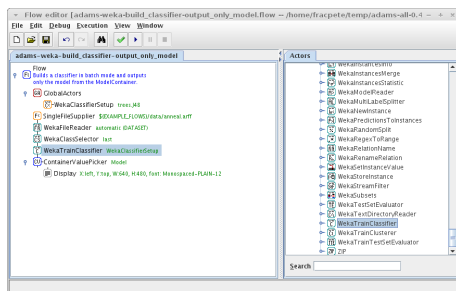 Flow editor [adams-weka-build_classifier-output_only_model.flow -- /home/fracpete/temp/adams-all-0.4
File Edit Debug Execution View Window
adams-weka-build_classifier-output_only_model
Flow
Builds a classifier in batch mode and outputs
only the model from the ModelContainer.
GlobalActors
WekaClassifierSetup trees.J48
SingleFileSupplier ${EXAMPLE_FLOWS}/data/anneal.arff
WekaFileReader automatic (DATASET)
WekaClassSelector last
WekaTrainClassifier WekaClassifierSetup
ContainerValuePicker Model
Display X:left, Y:top, W:640, H:480, font: Monospaced-PLAIN-12
Actors
WekaInstancesInfo
WekaInstancesMerge
WekaInstancesStatistic
WekaModelReader
WekaMultiLabelSplitter
WekaNewInstance
WekaPredictionsToInstances
WekaRandomSplit
WekaRegexToRange
WekaRelationName
WekaRenameRelation
WekaSetInstanceValue
WekaStoreInstance
WekaStreamFilter
WekaSubsets
WekaTestSetEvaluator
WekaTextDirectoryReader
WekaTrainClassifier
WekaTrainClusterer
WekaTrainTestSetEvaluator
ZIP
Search